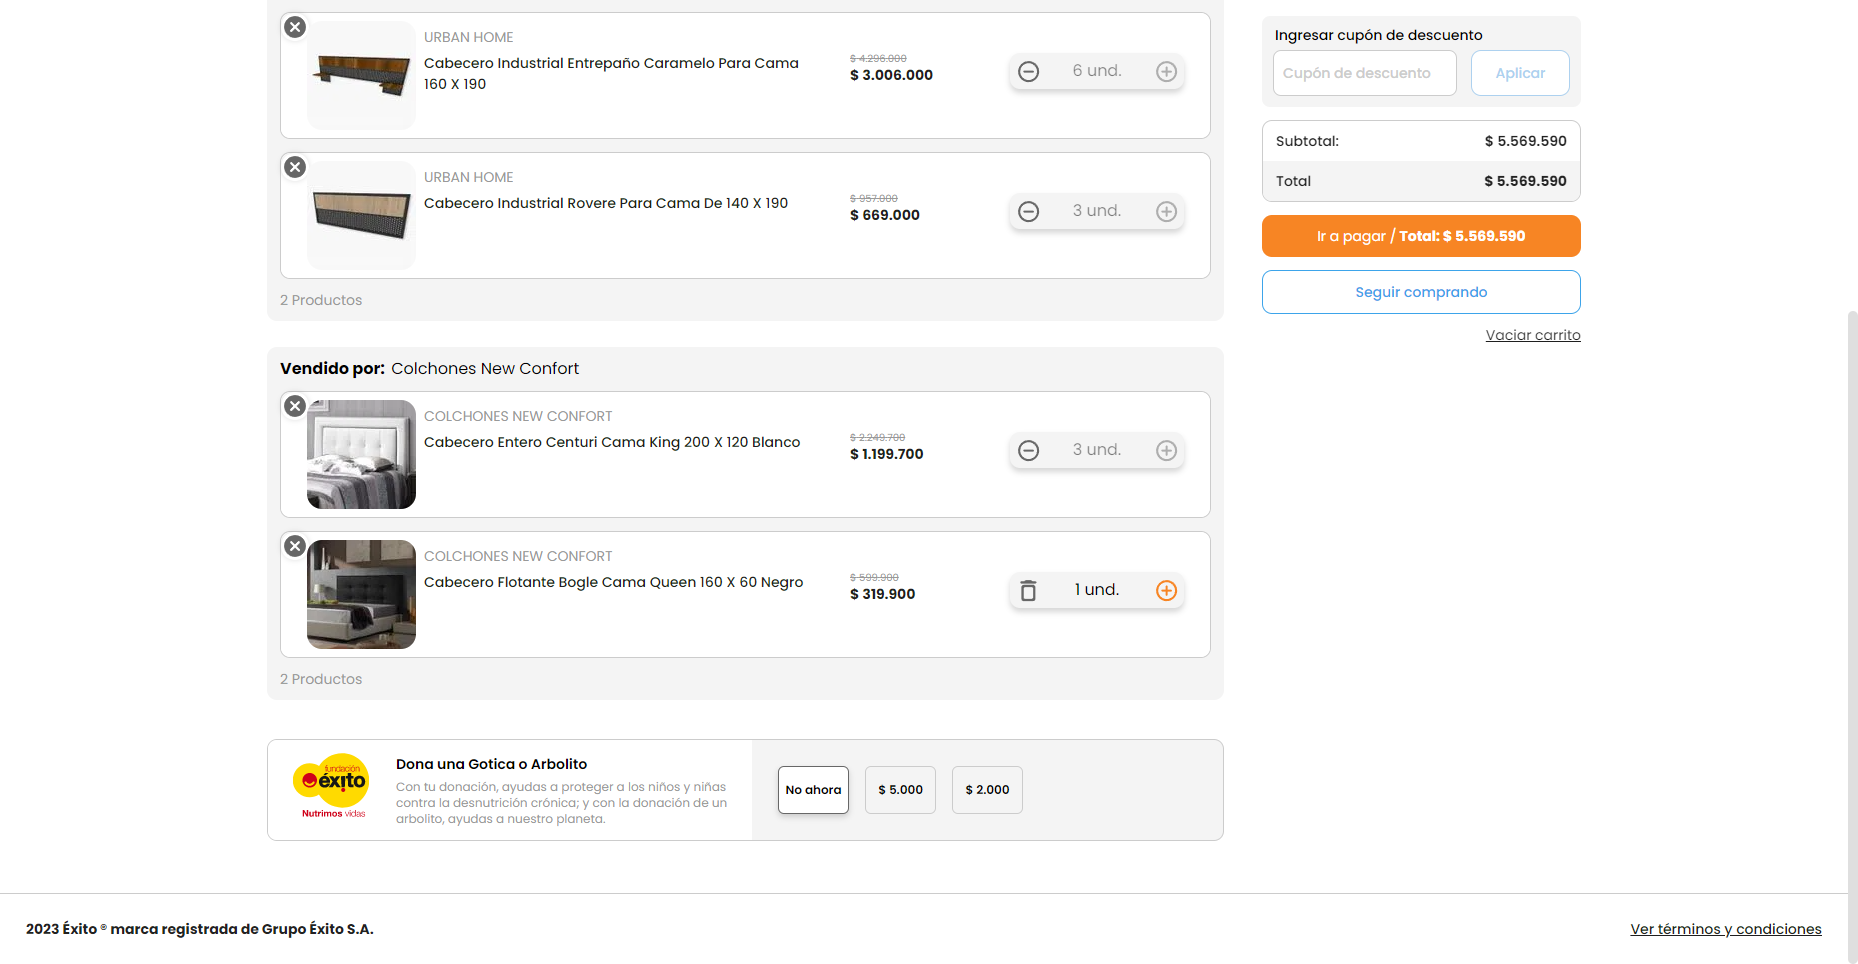 URBAN HOME
Cabecero Industrial Entrepaño Caramelo Para Cama
160 X 190
$ 4.296.000
$ 3.006.000
6 und.
URBAN HOME
Cabecero Industrial Rovere Para Cama De 140 X 190
$ 957.000
$ 669.000
3 und.
2 Productos
Vendido por: Colchones New Confort
COLCHONES NEW CONFORT
Cabecero Entero Centuri Cama King 200 X 120 Blanco
$ 2.249.700
$ 1.199.700
3 und.
COLCHONES NEW CONFORT
Cabecero Flotante Bogle Cama Queen 160 X 60 Negro
$ 599.900
$ 319.900
1 und.
2 Productos
fundación
éxito
Nutrimos vidas
Dona una Gotica o Arbolito
Con tu donación, ayudas a proteger a los niños y niñas
contra la desnutrición crónica; y con la donación de un
arbolito, ayudas a nuestro planeta.
No ahora
$ 5.000
$ 2.000
Ingresar cupón de descuento
Cupón de descuento
Aplicar
Subtotal: $ 5.569.590
Total $ 5.569.590
Ir a pagar / Total: $ 5.569.590
Seguir comprando
Vaciar carrito
2023 Éxito ® marca registrada de Grupo Éxito S.A.
Ver términos y condiciones